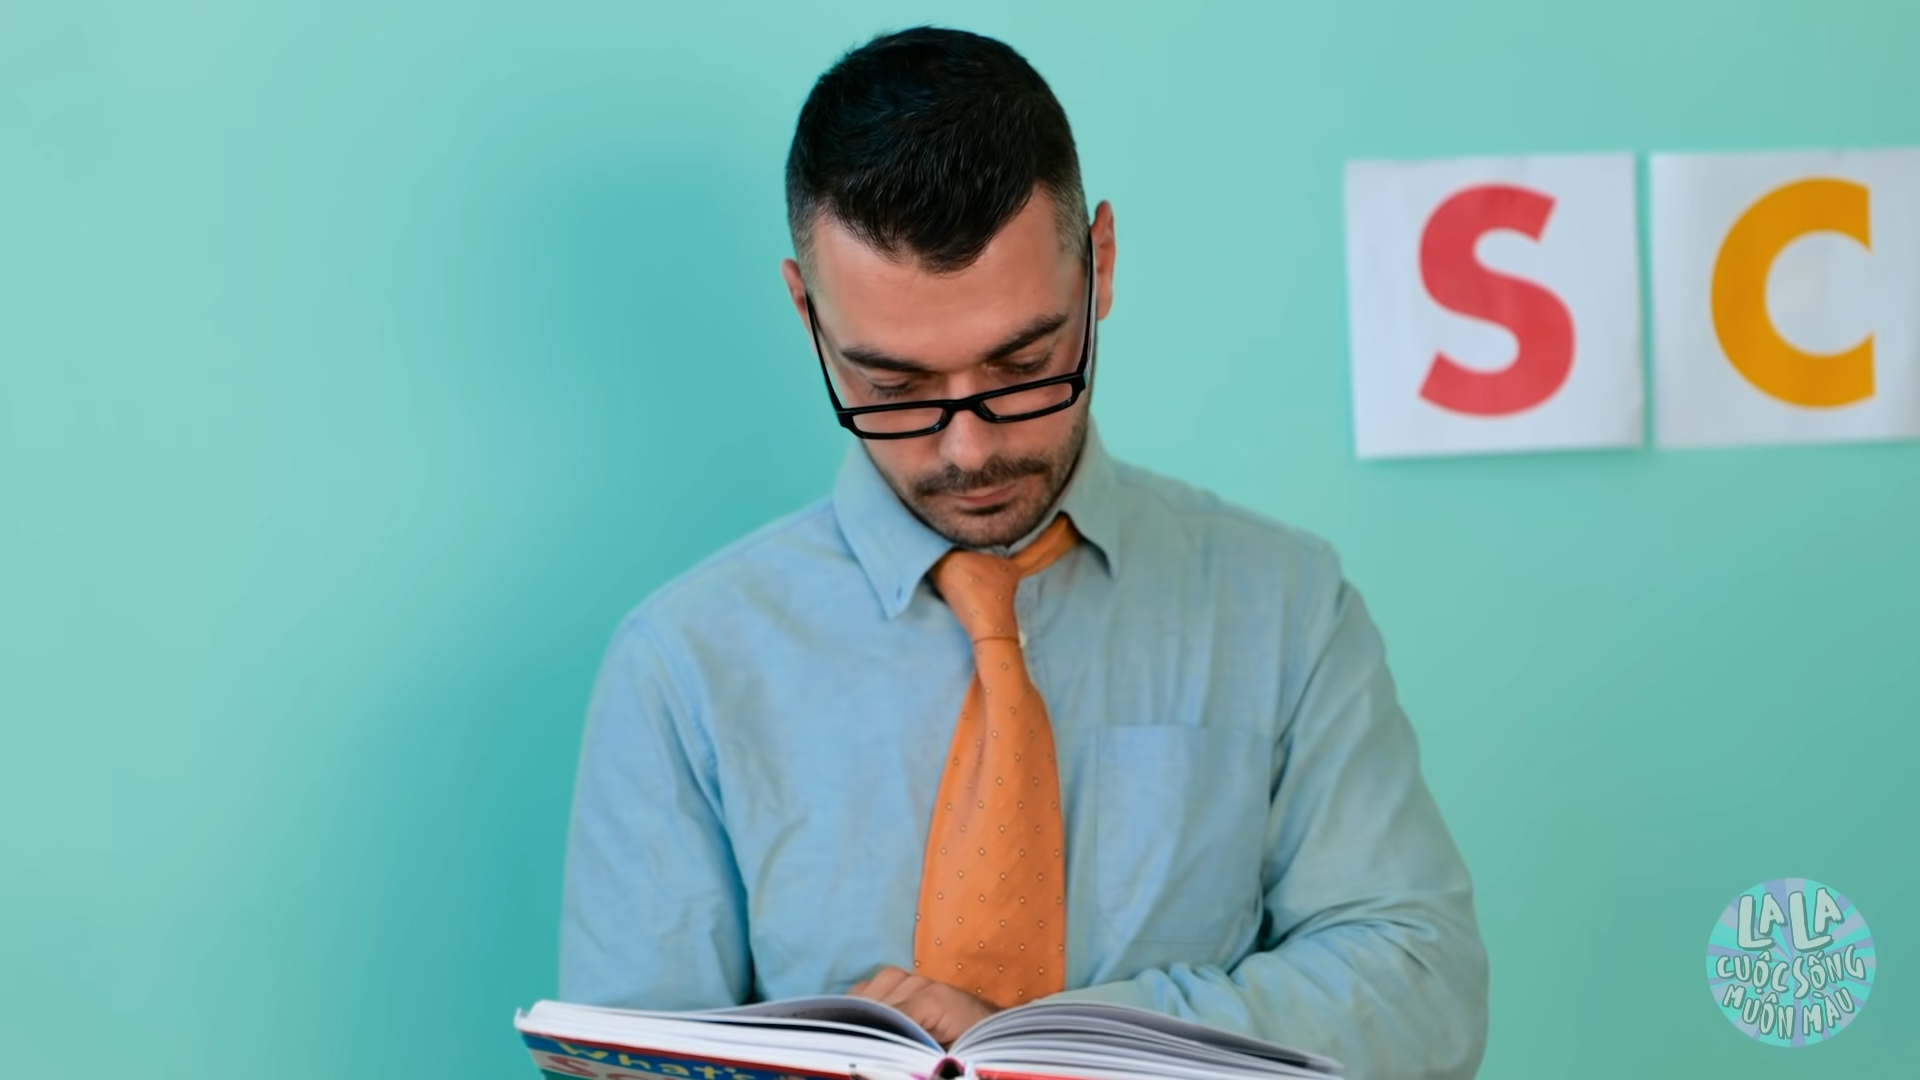 S C
LA LA
CUỘC SỐNG
MUÔN MÀU
What's